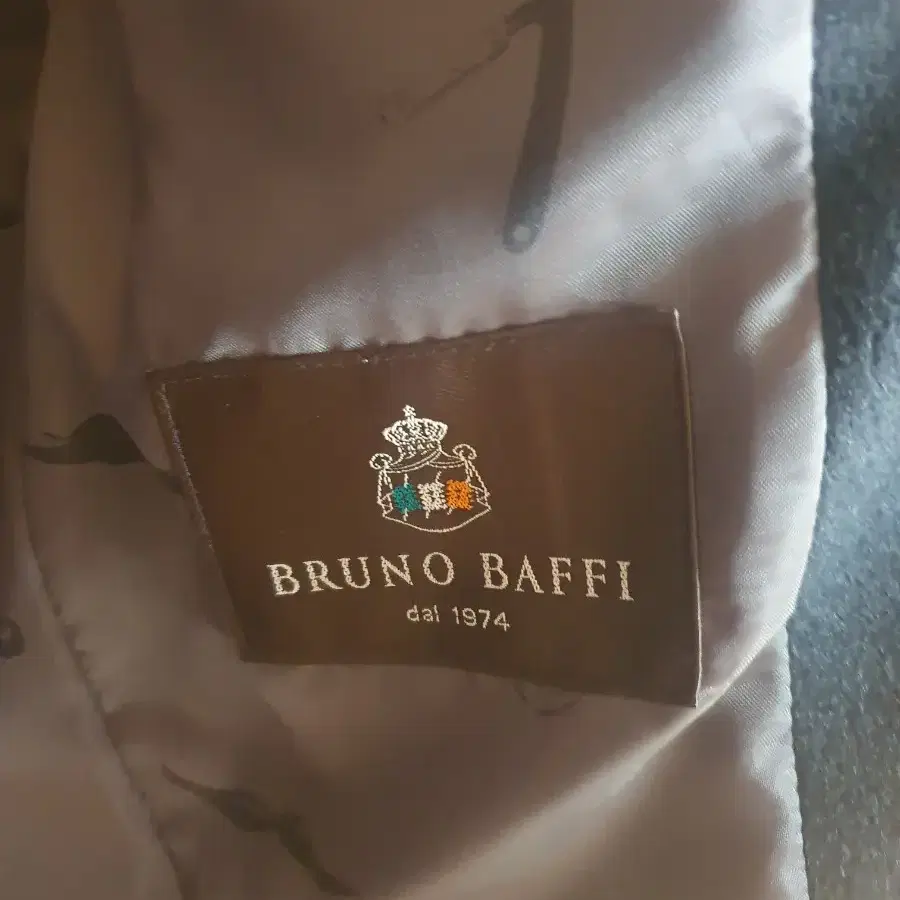 BRUNO BAFFI
dal 1974